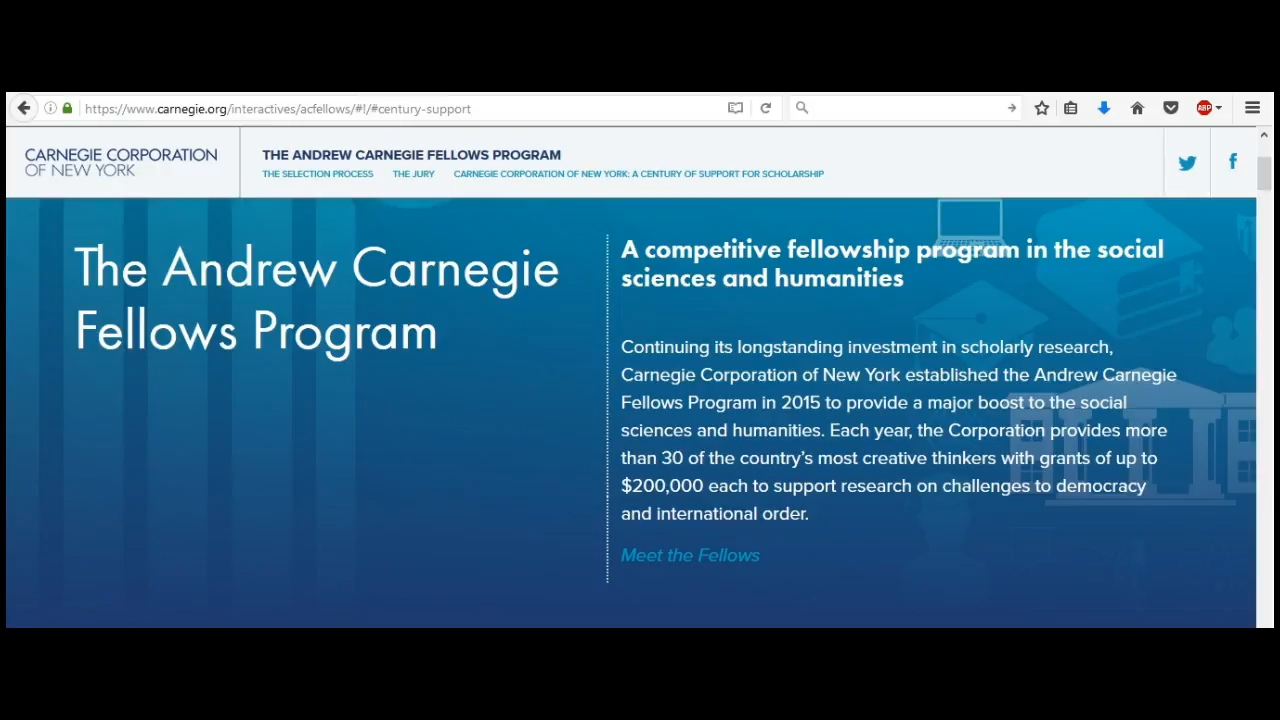 https://www.carnegie.org/interactives/acfellows/#!/#century-support
ABP
CARNEGIE CORPORATION
OF NEW YORK
THE ANDREW CARNEGIE FELLOWS PROGRAM
THE SELECTION PROCESS THE JURY CARNEGIE CORPORATION OF NEW YORK: A CENTURY OF SUPPORT FOR SCHOLARSHIP
The Andrew Carnegie
Fellows Program
A competitive fellowship program in the social
sciences and humanities
Continuing its longstanding investment in scholarly research,
Carnegie Corporation of New York established the Andrew Carnegie
Fellows Program in 2015 to provide a major boost to the social
sciences and humanities. Each year, the Corporation provides more
than 30 of the country’s most creative thinkers with grants of up to
$200,000 each to support research on challenges to democracy
and international order.
Meet the Fellows